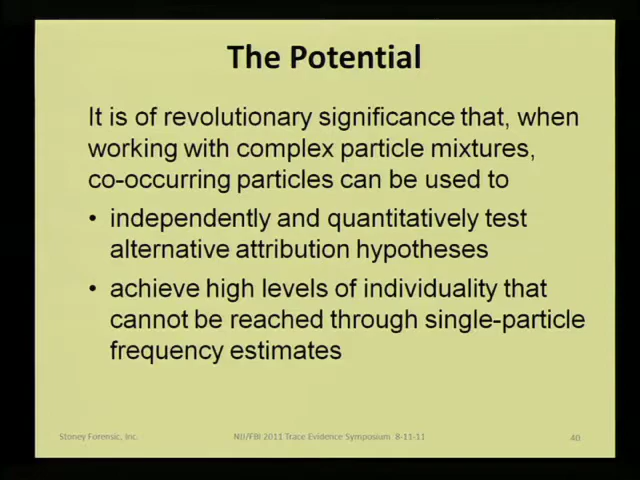 The Potential
It is of revolutionary significance that, when
working with complex particle mixtures,
co-occurring particles can be used to
• independently and quantitatively test
alternative attribution hypotheses
• achieve high levels of individuality that
cannot be reached through single-particle
frequency estimates
Stoney Forensic, Inc.
NIJ/FBI 2011 Trace Evidence Symposium 8-11-11
40